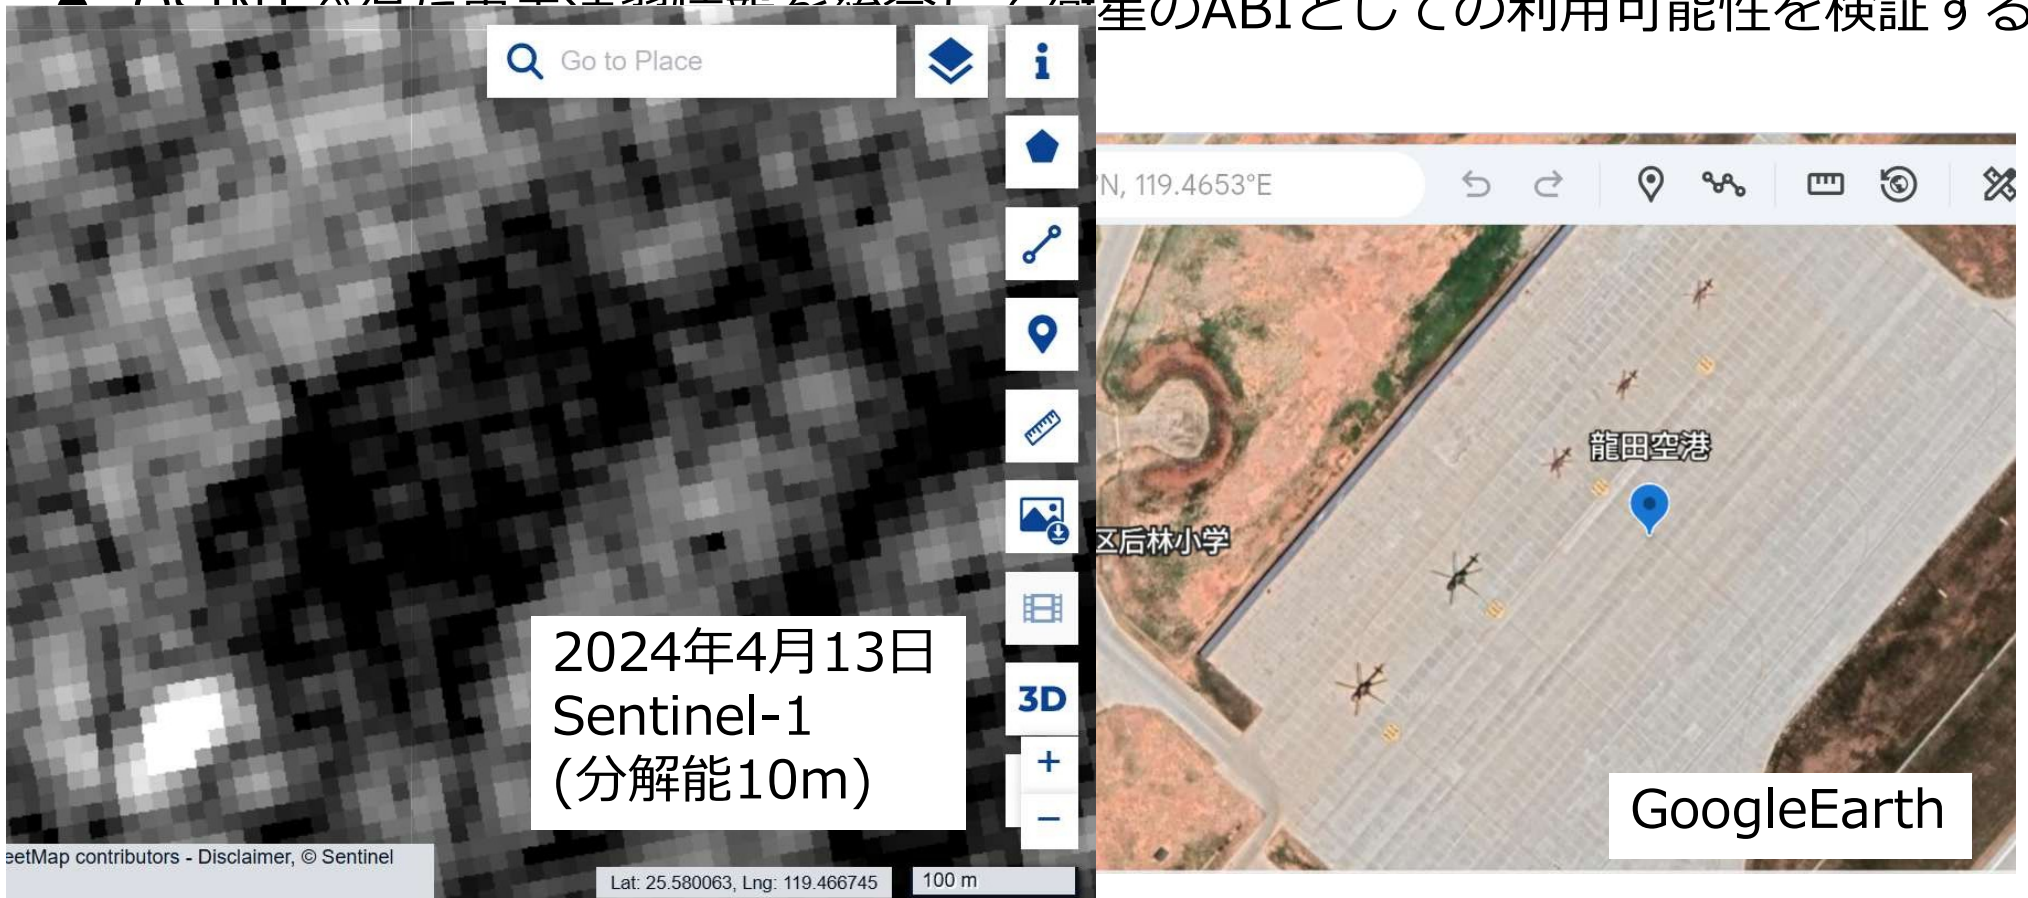 星のABIとしての利用可能性を検証する
Go to Place
3D
2024年4月13日
Sentinel-1
(分解能10m)
+
−
eetMap contributors - Disclaimer, © Sentinel
Lat: 25.580063, Lng: 119.466745
100 m
°N, 119.4653°E
龍田空港
区后林小学
GoogleEarth